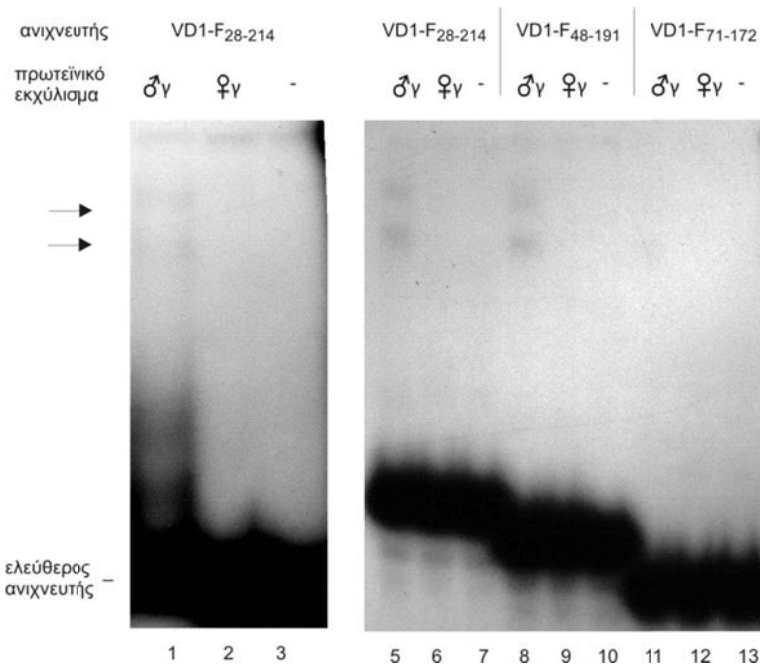 ανιχνευτής VD1-F28-214 VD1-F28-214 VD1-F48-191 VD1-F71-172
πρωτεϊνικό
εκχύλισμα ♂γ ♀γ - ♂γ ♀γ - ♂γ ♀γ - ♂γ ♀γ -
ελεύθερος
ανιχνευτής –
1 2 3 5 6 7 8 9 10 11 12 13